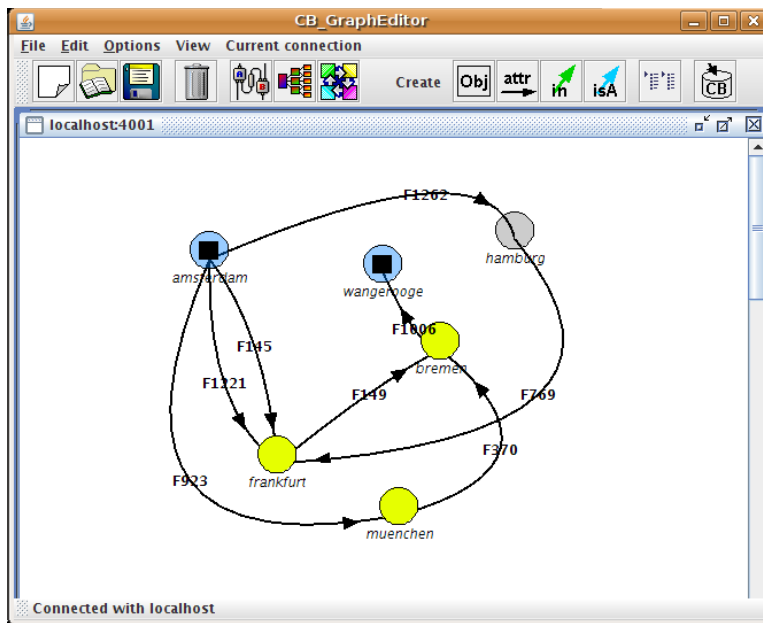 CB_GraphEditor
File Edit Options View Current connection
Create Obj attr in isA CB
localhost:4001
F1262
hamburg
amsterdam
wangerooge
F1006
F145
bremen
F1221
F149
F769
F370
frankfurt
F923
muenchen
Connected with localhost